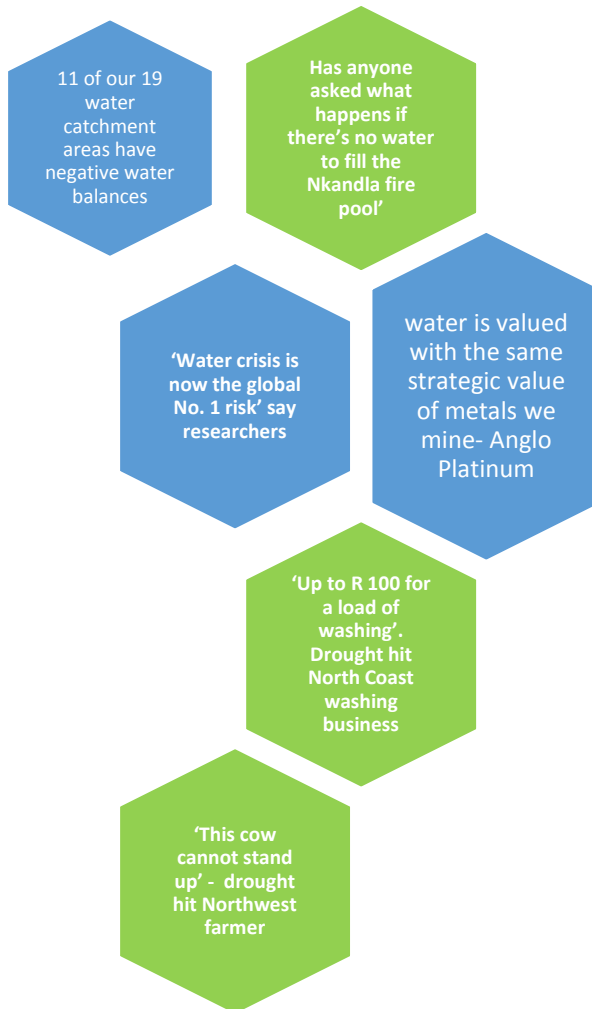 11 of our 19
water
catchment
areas have
negative water
balances
Has anyone
asked what
happens if
there's no water
to fill the
Nkandla fire
pool'
'Water crisis is
now the global
No. 1 risk' say
researchers
water is valued
with the same
strategic value
of metals we
mine- Anglo
Platinum
'Up to R 100 for
a load of
washing'.
Drought hit
North Coast
washing
business
'This cow
cannot stand
up' -  drought
hit Northwest
farmer